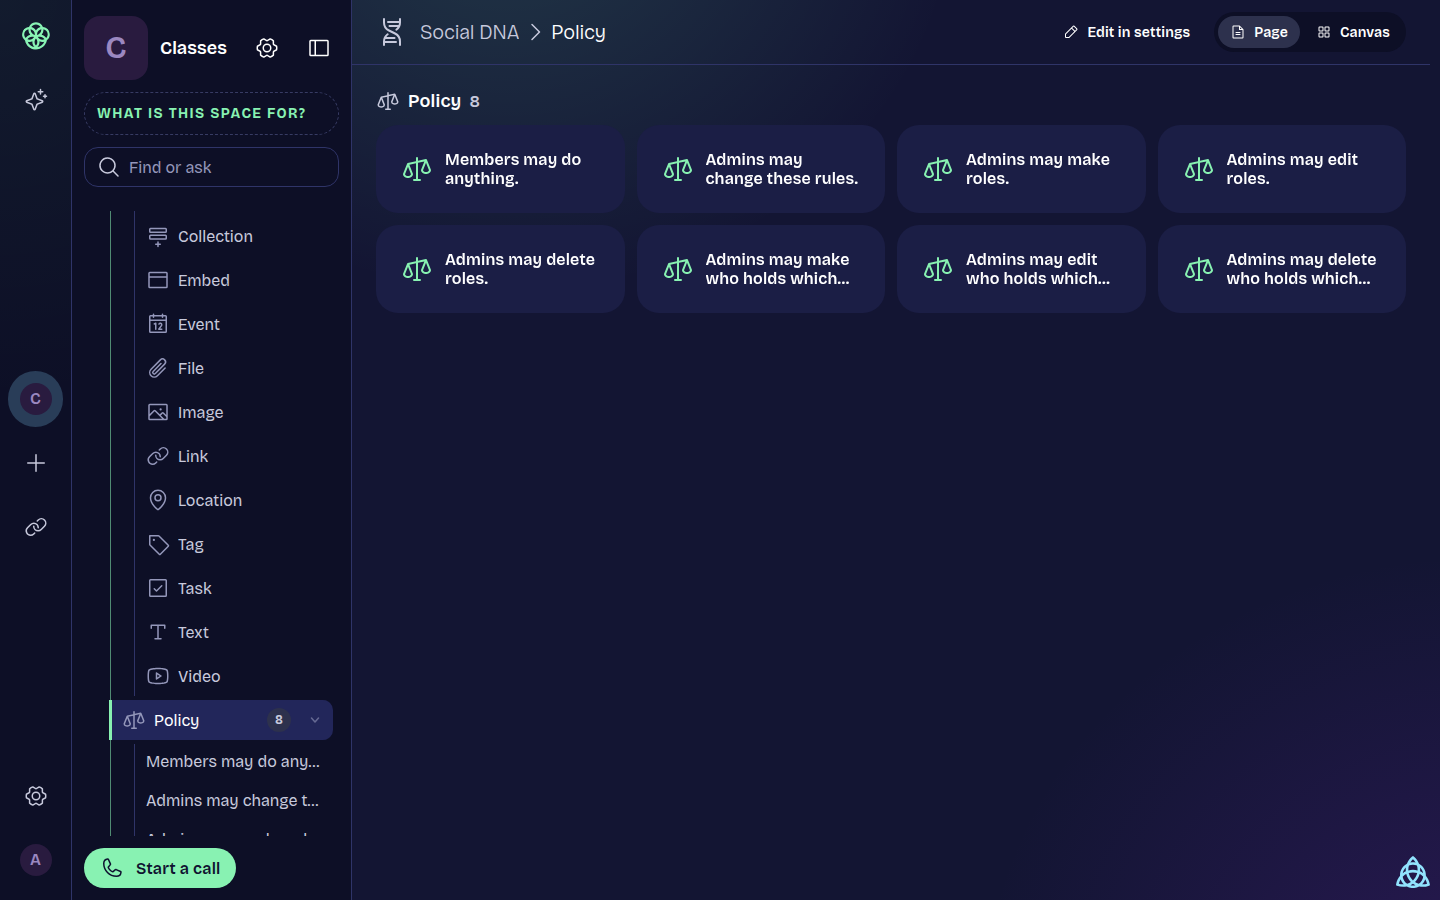 C
Classes
WHAT IS THIS SPACE FOR?
Find or ask
Collection
Embed
12
Event
File
Image
Link
Location
Tag
Task
Text
Video
Policy
8
Members may do any...
Admins may change t...
Start a call
C
A
Social DNA
Policy
Edit in settings
Page
Canvas
Policy 8
Members may do
anything.
Admins may
change these rules.
Admins may make
roles.
Admins may edit
roles.
Admins may delete
roles.
Admins may make
who holds which...
Admins may edit
who holds which...
Admins may delete
who holds which...